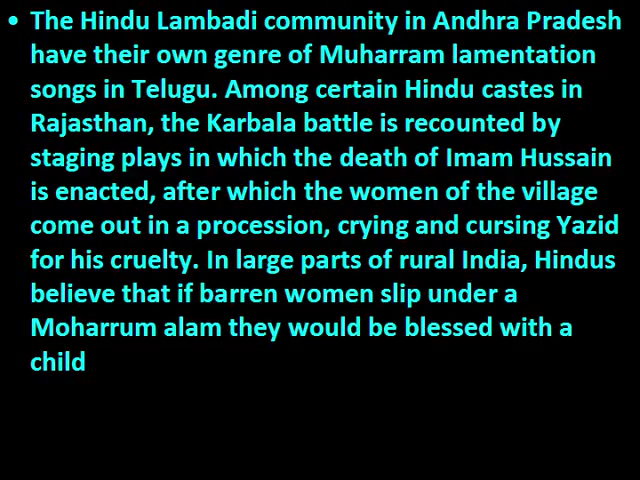 • The Hindu Lambadi community in Andhra Pradesh
have their own genre of Muharram lamentation
songs in Telugu. Among certain Hindu castes in
Rajasthan, the Karbala battle is recounted by
staging plays in which the death of Imam Hussain
is enacted, after which the women of the village
come out in a procession, crying and cursing Yazid
for his cruelty. In large parts of rural India, Hindus
believe that if barren women slip under a
Moharrum alam they would be blessed with a
child